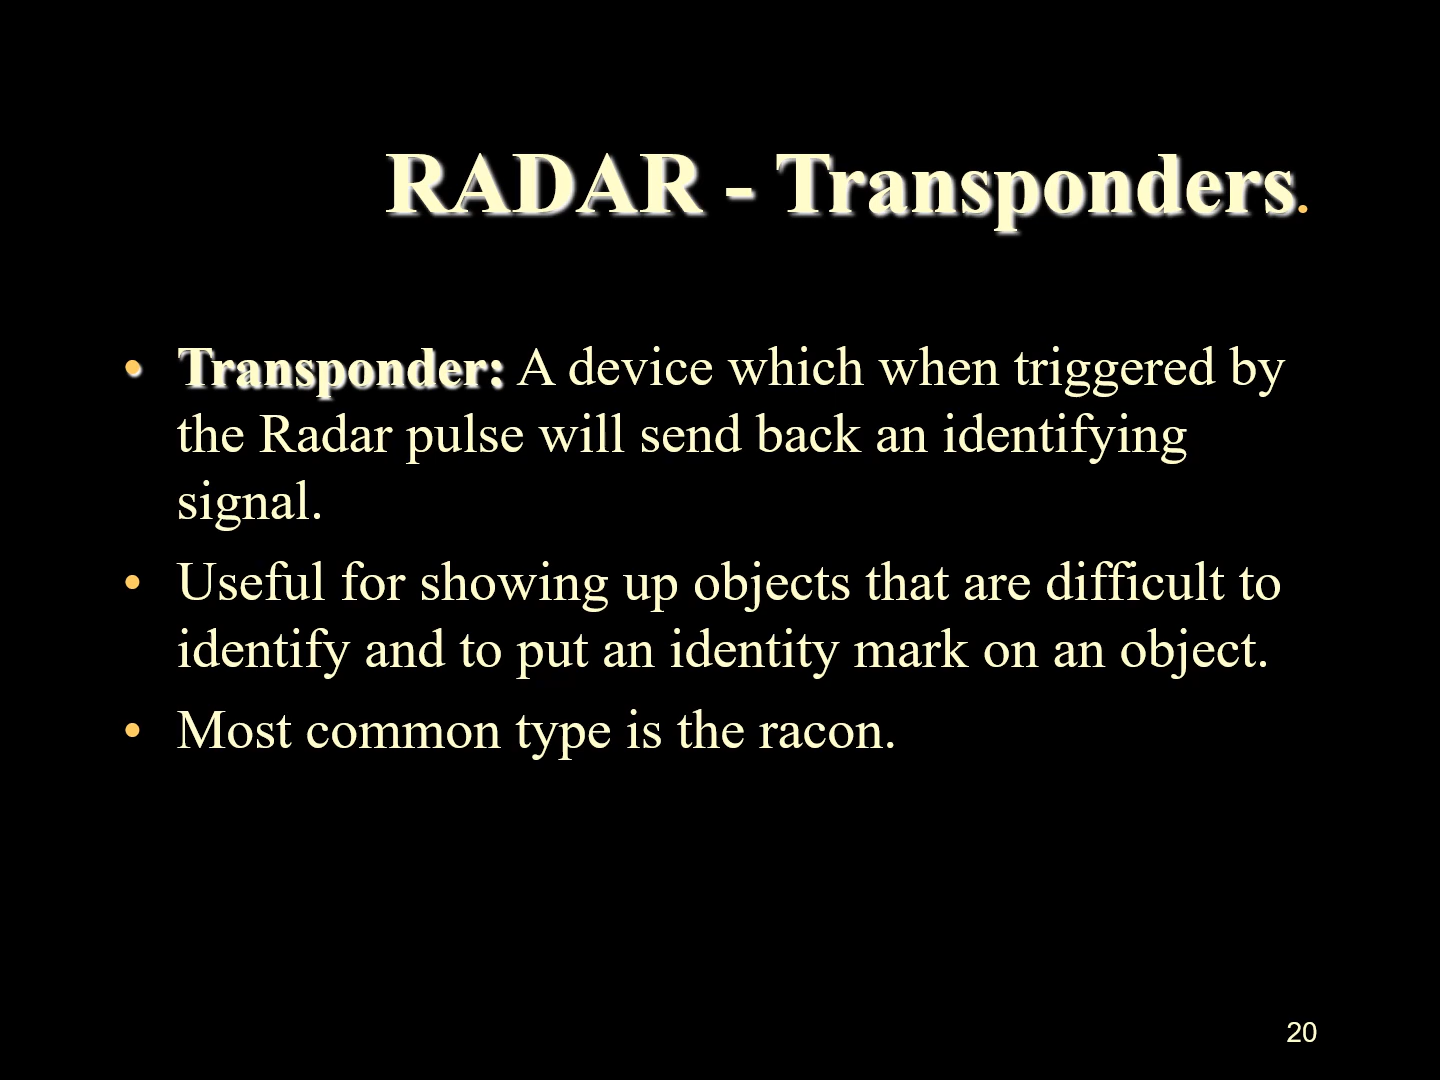 RADAR - Transponders.
• Transponder: A device which when triggered by
the Radar pulse will send back an identifying
signal.
• Useful for showing up objects that are difficult to
identify and to put an identity mark on an object.
• Most common type is the racon.
20